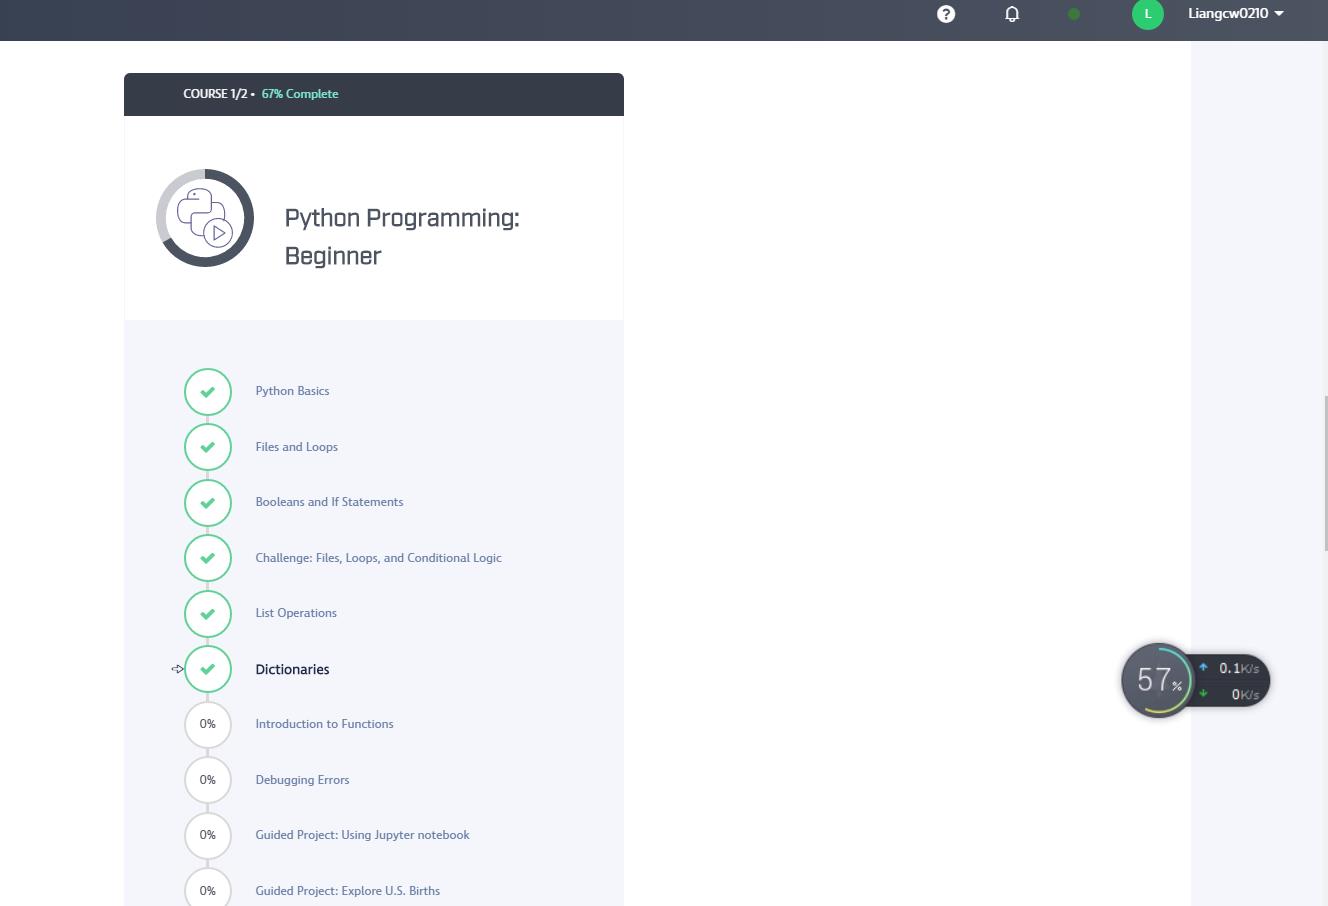 ?
L
Liangcw0210
COURSE 1/2 • 67% Complete
Python Programming:
Beginner
Python Basics
Files and Loops
Booleans and If Statements
Challenge: Files, Loops, and Conditional Logic
List Operations
Dictionaries
0% Introduction to Functions
0% Debugging Errors
0% Guided Project: Using Jupyter notebook
0% Guided Project: Explore U.S. Births
57%
0.1K/s
0K/s